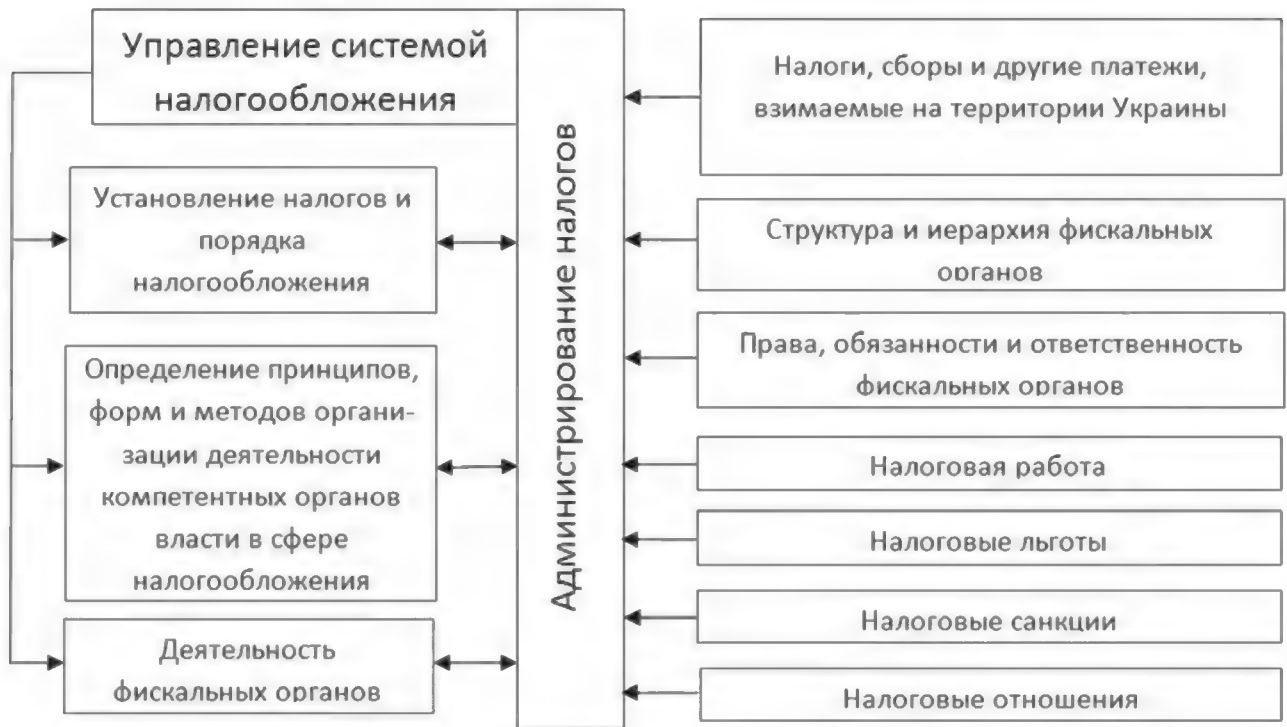 Управление системой
налогообложения
Установление налогов и
порядка
налогообложения
Определение принципов,
форм и методов органи-
зации деятельности
компетентных органов
власти в сфере
налогообложения
Деятельность
фискальных органов
Администрирование налогов
Налоги, сборы и другие платежи,
взимаемые на территории Украины
Структура и иерархия фискальных
органов
Права, обязанности и ответственность
фискальных органов
Налоговая работа
Налоговые льготы
Налоговые санкции
Налоговые отношения